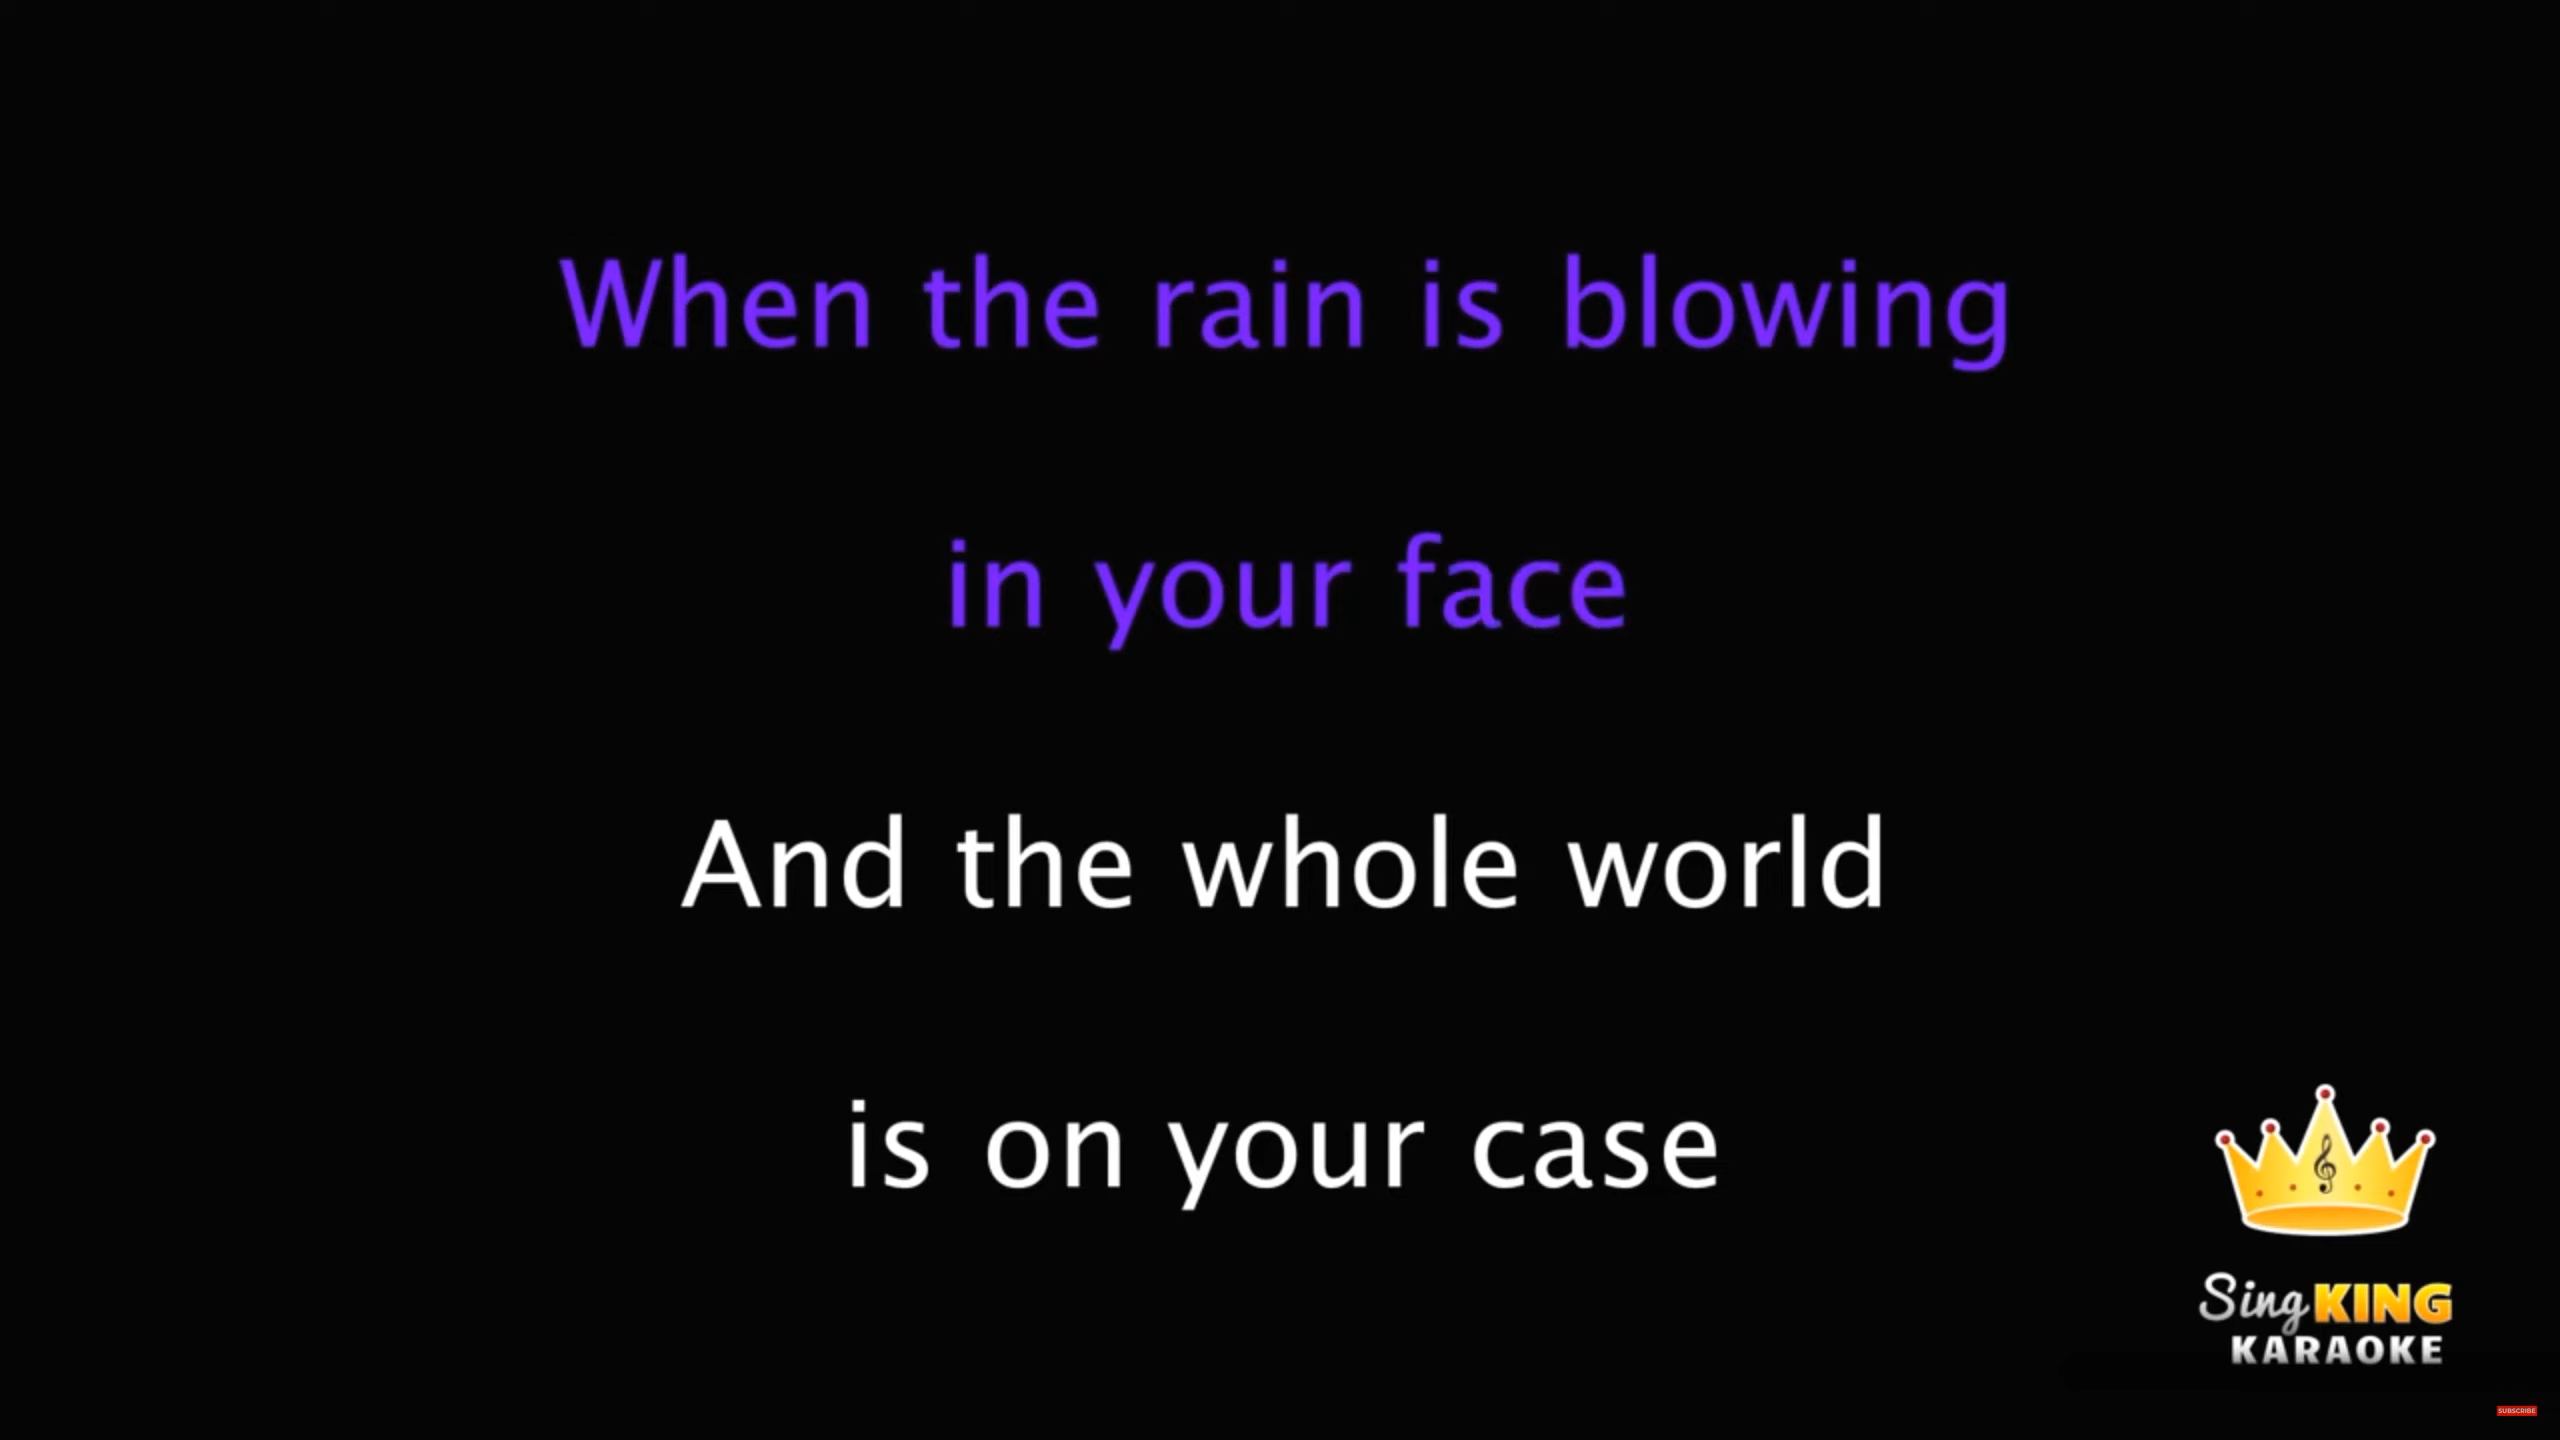 When the rain is blowing
in your face
And the whole world
is on your case
Sing KING
KARAOKE
SUBSCRIBE